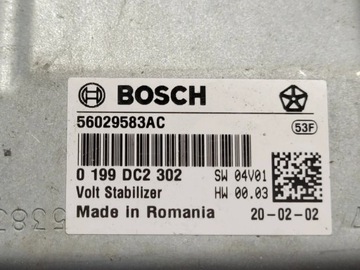 BOSCH
56029583AC
53F
0 199 DC2 302 SW 04V01
Volt Stabilizer HW 00.03
Made in Romania 20-02-02